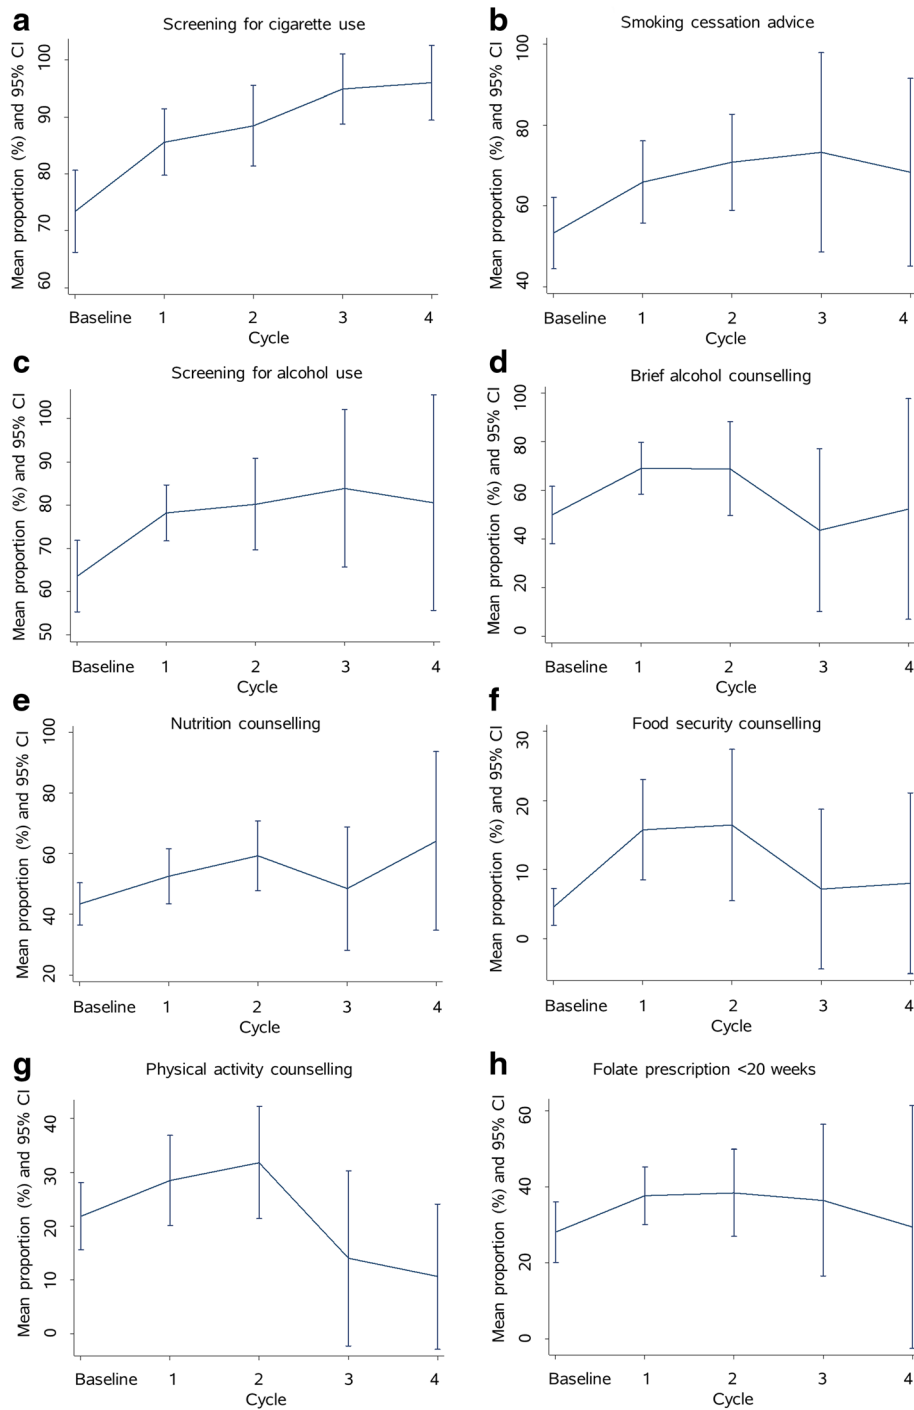 a
Screening for cigarette use
Mean proportion (%) and 95% CI
100
90
80
70
60
Baseline 1 2 3 4
Cycle
b
Smoking cessation advice
Mean proportion (%) and 95% CI
100
80
60
40
Baseline 1 2 3 4
Cycle
c
Screening for alcohol use
Mean proportion (%) and 95% CI
100
90
80
70
60
50
Baseline 1 2 3 4
Cycle
d
Brief alcohol counselling
Mean proportion (%) and 95% CI
100
80
60
40
20
0
Baseline 1 2 3 4
Cycle
e
Nutrition counselling
Mean proportion (%) and 95% CI
100
80
60
40
20
Baseline 1 2 3 4
Cycle
f
Food security counselling
Mean proportion (%) and 95% CI
30
20
10
0
Baseline 1 2 3 4
Cycle
g
Physical activity counselling
Mean proportion (%) and 95% CI
40
30
20
10
0
Baseline 1 2 3 4
Cycle
h
Folate prescription <20 weeks
Mean proportion (%) and 95% CI
60
40
20
0
Baseline 1 2 3 4
Cycle